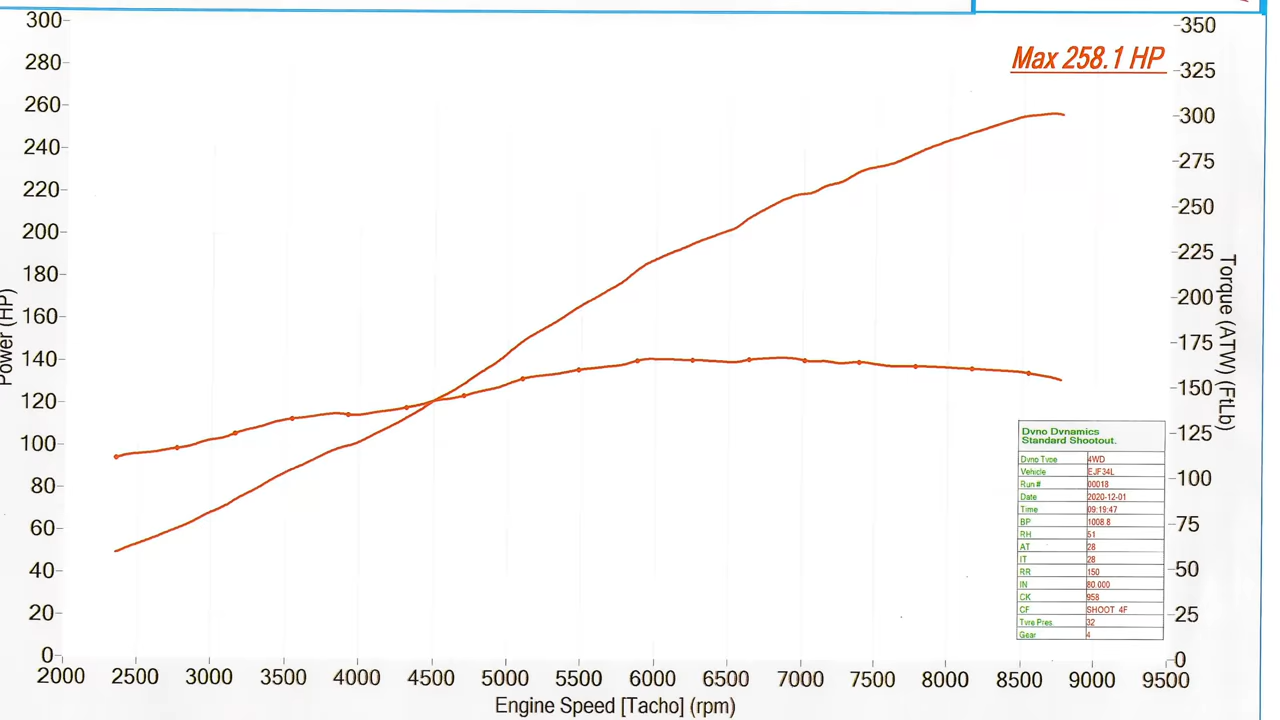 Max 258.1 HP
300
280
260
240
220
200
180
160
140
120
100
80
60
40
20
0
Power (HP)
350
325
300
275
250
225
200
175
150
125
100
75
50
25
0
Torque (ATW) (FtLb)
Dyno Dynamics
Standard Shootout.
Dyno Type 4WD
Vehicle EJF34L
Run # 00018
Date 2020-12-01
Time 09:19:47
BP 1008.8
RH 51
AT 28
IT 28
RR 150
IN 80.000
CK 958
CF SHOOT 4F
Tyre Pres. 32
Gear 4
2000 2500 3000 3500 4000 4500 5000 5500 6000 6500 7000 7500 8000 8500 9000 9500
Engine Speed [Tacho] (rpm)